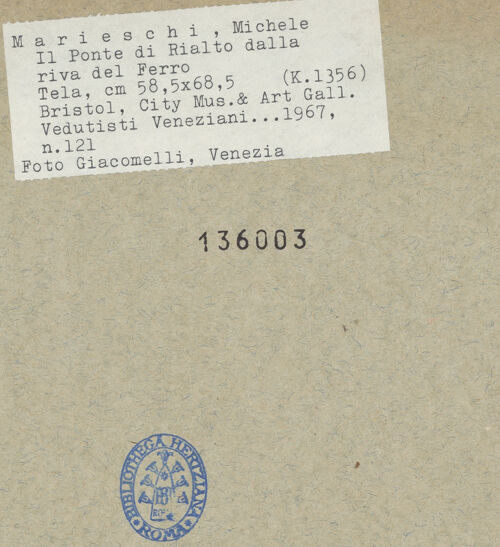 M a r i e s c h i , Michele
Il Ponte di Rialto dalla
riva del Ferro
Tela, cm 58,5x68,5 (K.1356)
Bristol, City Mus.& Art Gall.
Vedutisti Veneziani...1967,
n.121
Foto Giacomelli, Venezia
136003
BIBLIOTHECA HERTZIANA
ROMA